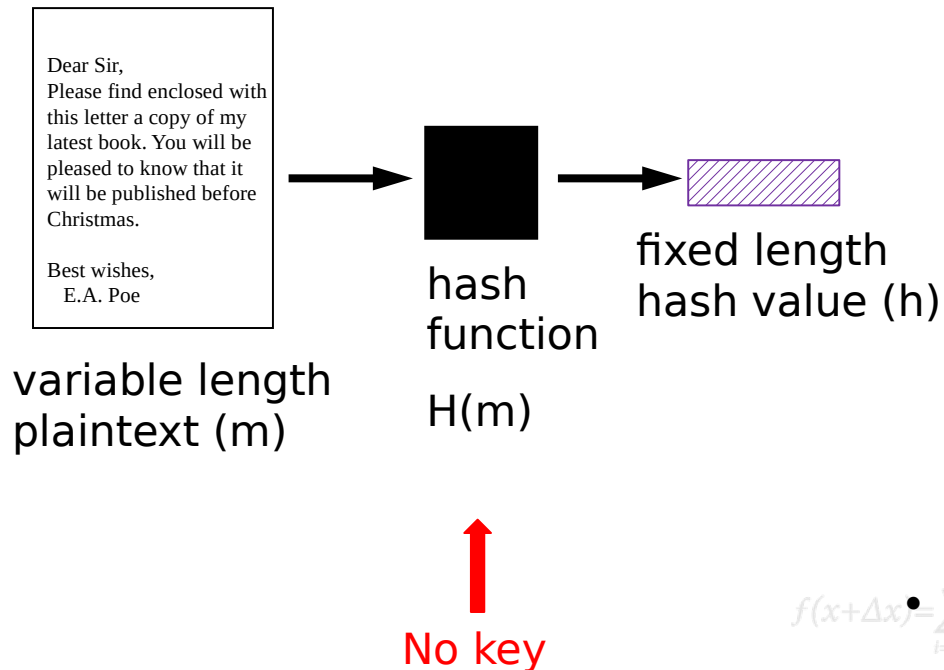 Dear Sir,
Please find enclosed with
this letter a copy of my
latest book. You will be
pleased to know that it
will be published before
Christmas.
Best wishes,
E.A. Poe
variable length
plaintext (m)
hash
function
H(m)
fixed length
hash value (h)
No key
f(x+Δx)=∑
i=